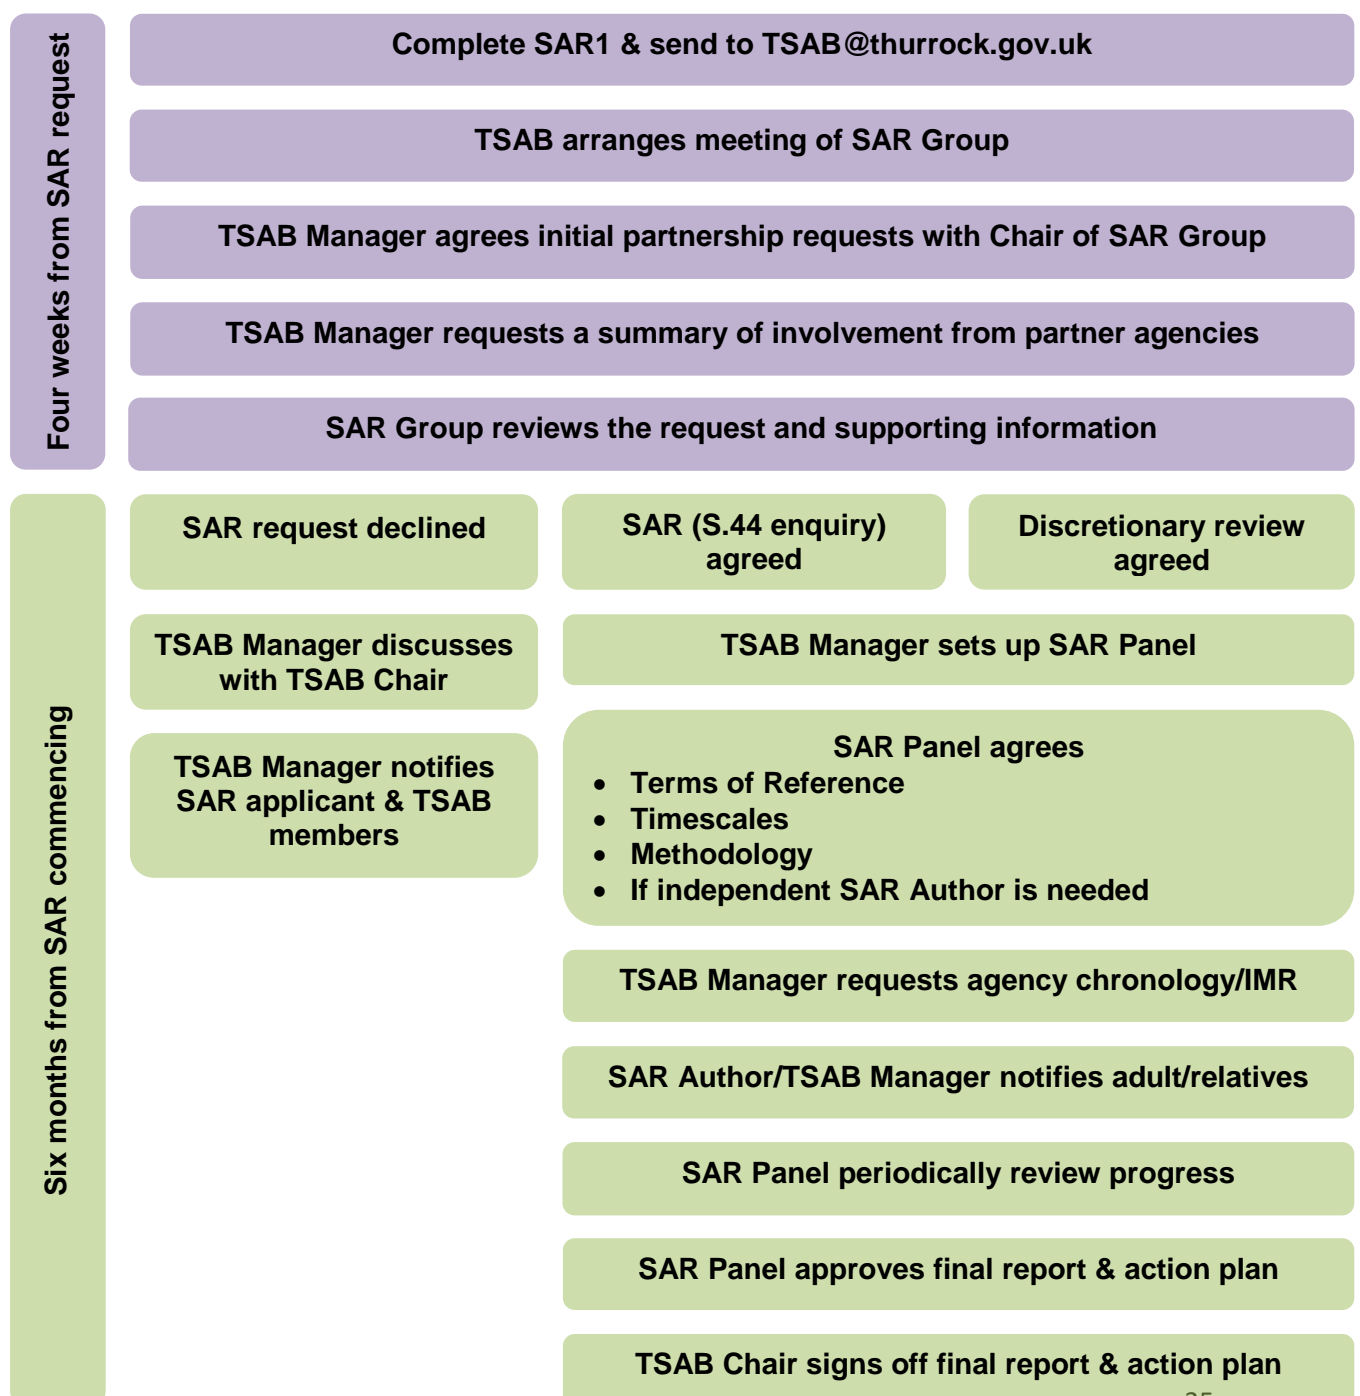 Four weeks from SAR request
Complete SAR1 & send to TSAB@thurrock.gov.uk
TSAB arranges meeting of SAR Group
TSAB Manager agrees initial partnership requests with Chair of SAR Group
TSAB Manager requests a summary of involvement from partner agencies
SAR Group reviews the request and supporting information
Six months from SAR commencing
SAR request declined
TSAB Manager discusses
with TSAB Chair
TSAB Manager notifies
SAR applicant & TSAB
members
SAR (S.44 enquiry)
agreed
Discretionary review
agreed
TSAB Manager sets up SAR Panel
SAR Panel agrees
• Terms of Reference
• Timescales
• Methodology
• If independent SAR Author is needed
TSAB Manager requests agency chronology/IMR
SAR Author/TSAB Manager notifies adult/relatives
SAR Panel periodically review progress
SAR Panel approves final report & action plan
TSAB Chair signs off final report & action plan